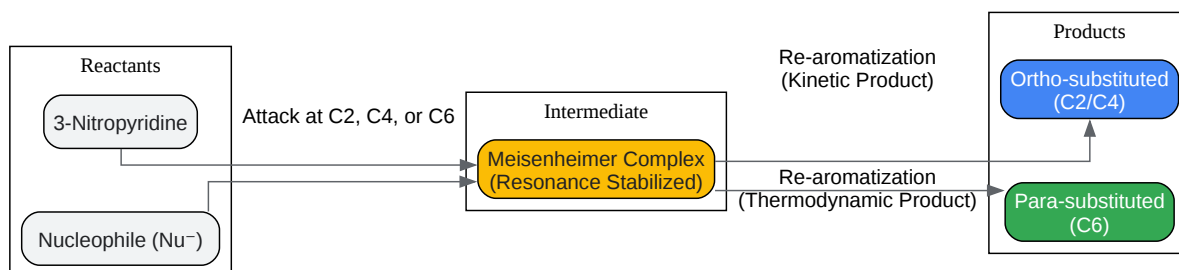 Reactants
3-Nitropyridine
Nucleophile (Nu⁻)
Attack at C2, C4, or C6
Intermediate
Meisenheimer Complex
(Resonance Stabilized)
Re-aromatization
(Kinetic Product)
Re-aromatization
(Thermodynamic Product)
Products
Ortho-substituted
(C2/C4)
Para-substituted
(C6)